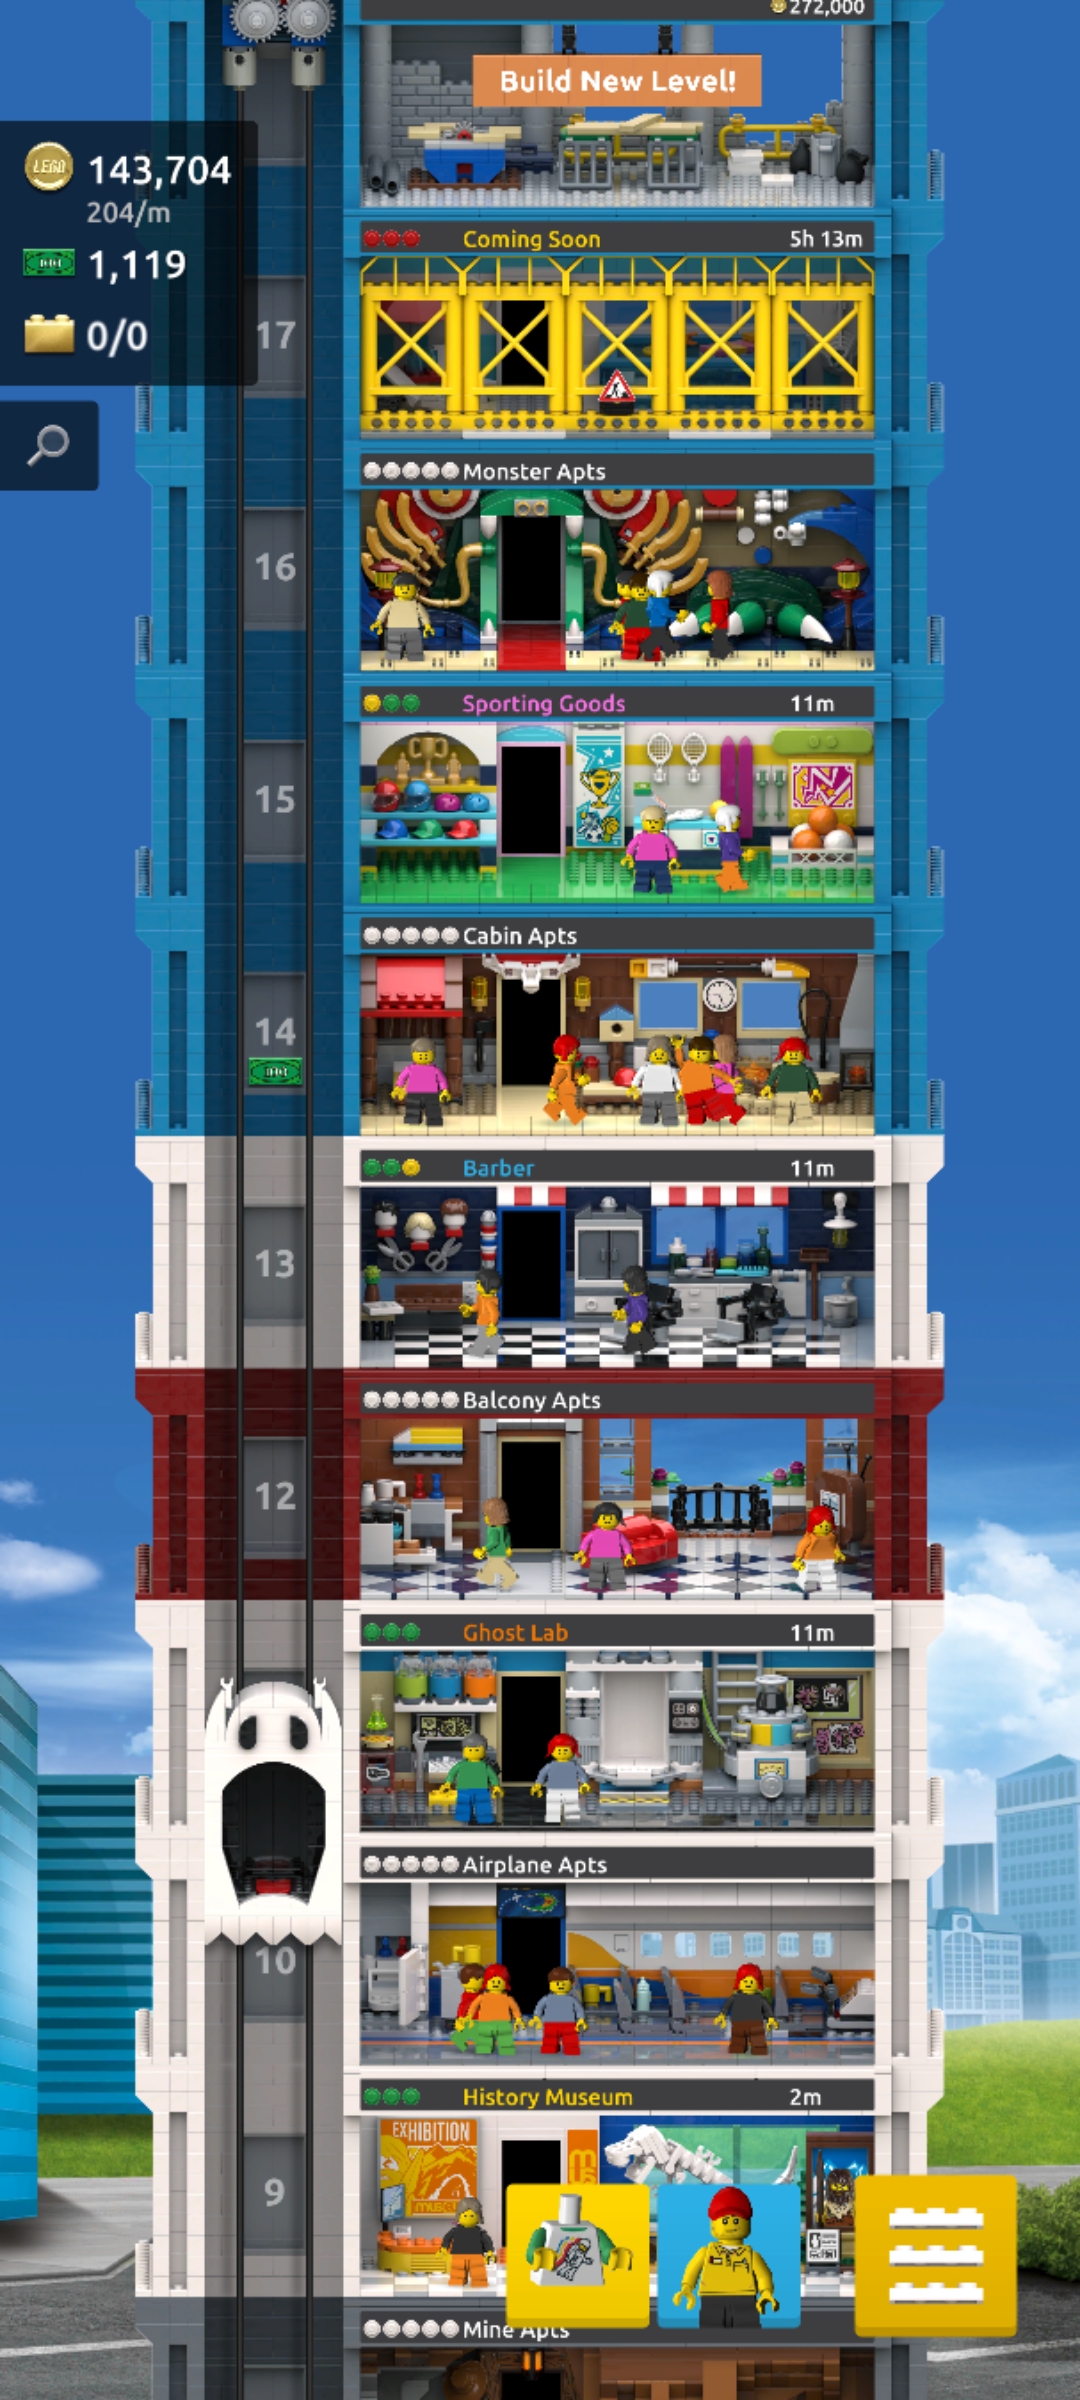 272,000
Build New Level!
LEGO 143,704
204/m
1,119
0/0
Coming Soon 5h 13m
17
Monster Apts
16
Sporting Goods 11m
15
Cabin Apts
14
Barber 11m
13
Balcony Apts
12
Ghost Lab 11m
Airplane Apts
10
History Museum 2m
EXHIBITION
9
Mine Apts